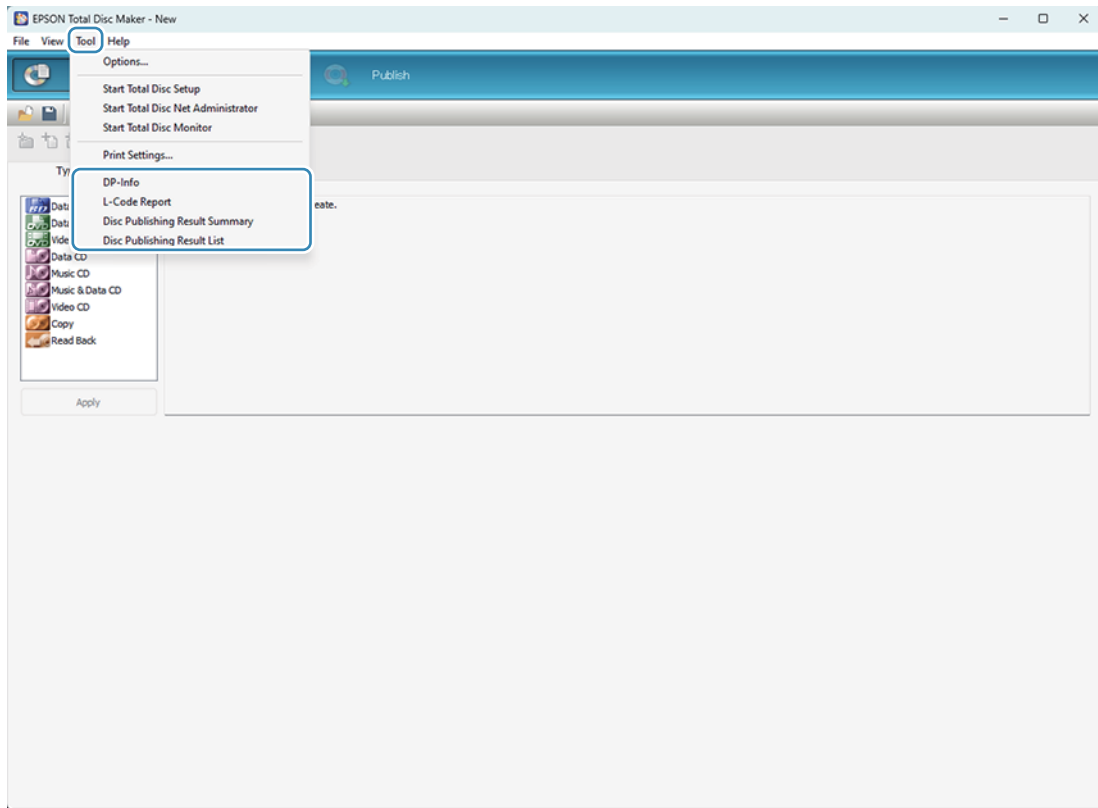 EPSON Total Disc Maker - New
File View Tool Help
Options...
Publish
Start Total Disc Setup
Start Total Disc Net Administrator
Start Total Disc Monitor
Print Settings...
DP-Info
L-Code Report
Disc Publishing Result Summary
Disc Publishing Result List
eate.
Data CD
Music CD
Music & Data CD
Video CD
Copy
Read Back
Apply